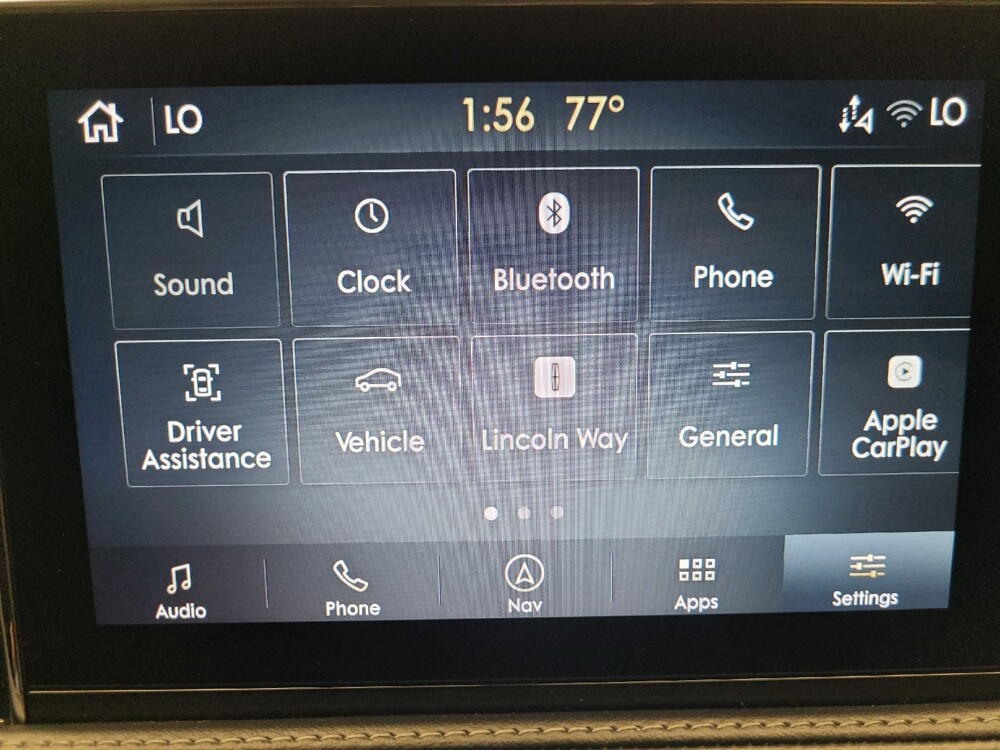 LO 1:56 77° LO
Sound Clock Bluetooth Phone Wi-Fi
Driver Assistance Vehicle Lincoln Way General Apple CarPlay
Audio Phone Nav Apps Settings